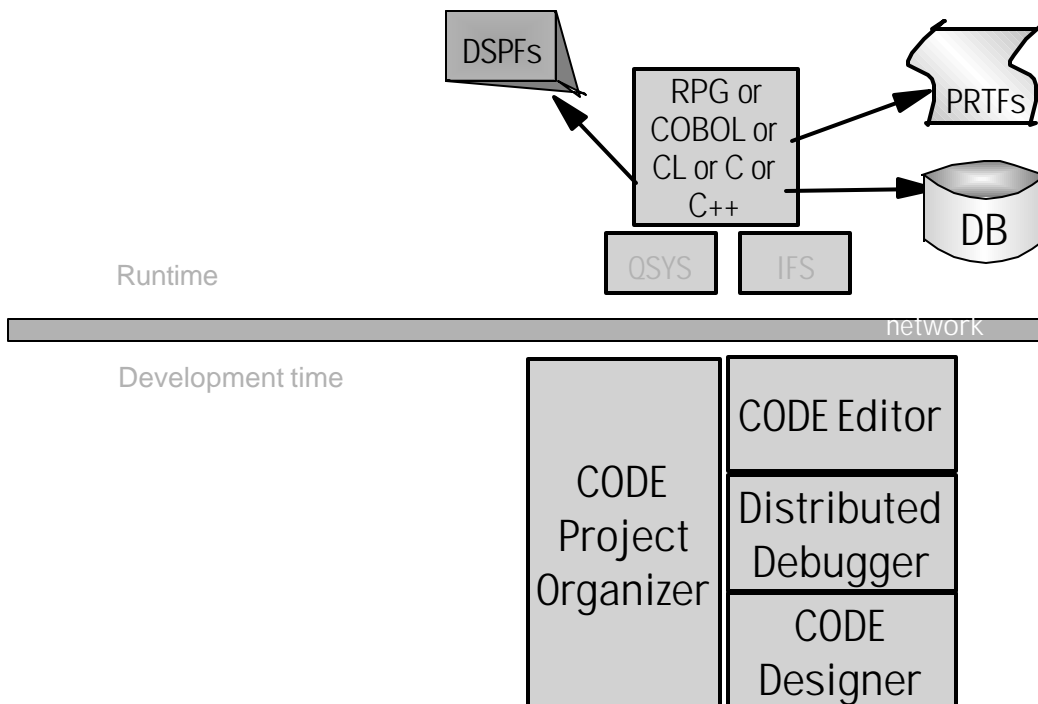 DSPFs
RPG or
COBOL or
CL or C or
C++
PRTFs
DB
QSYS
IFS
Runtime
network
Development time
CODE
Project
Organizer
CODE Editor
Distributed
Debugger
CODE
Designer